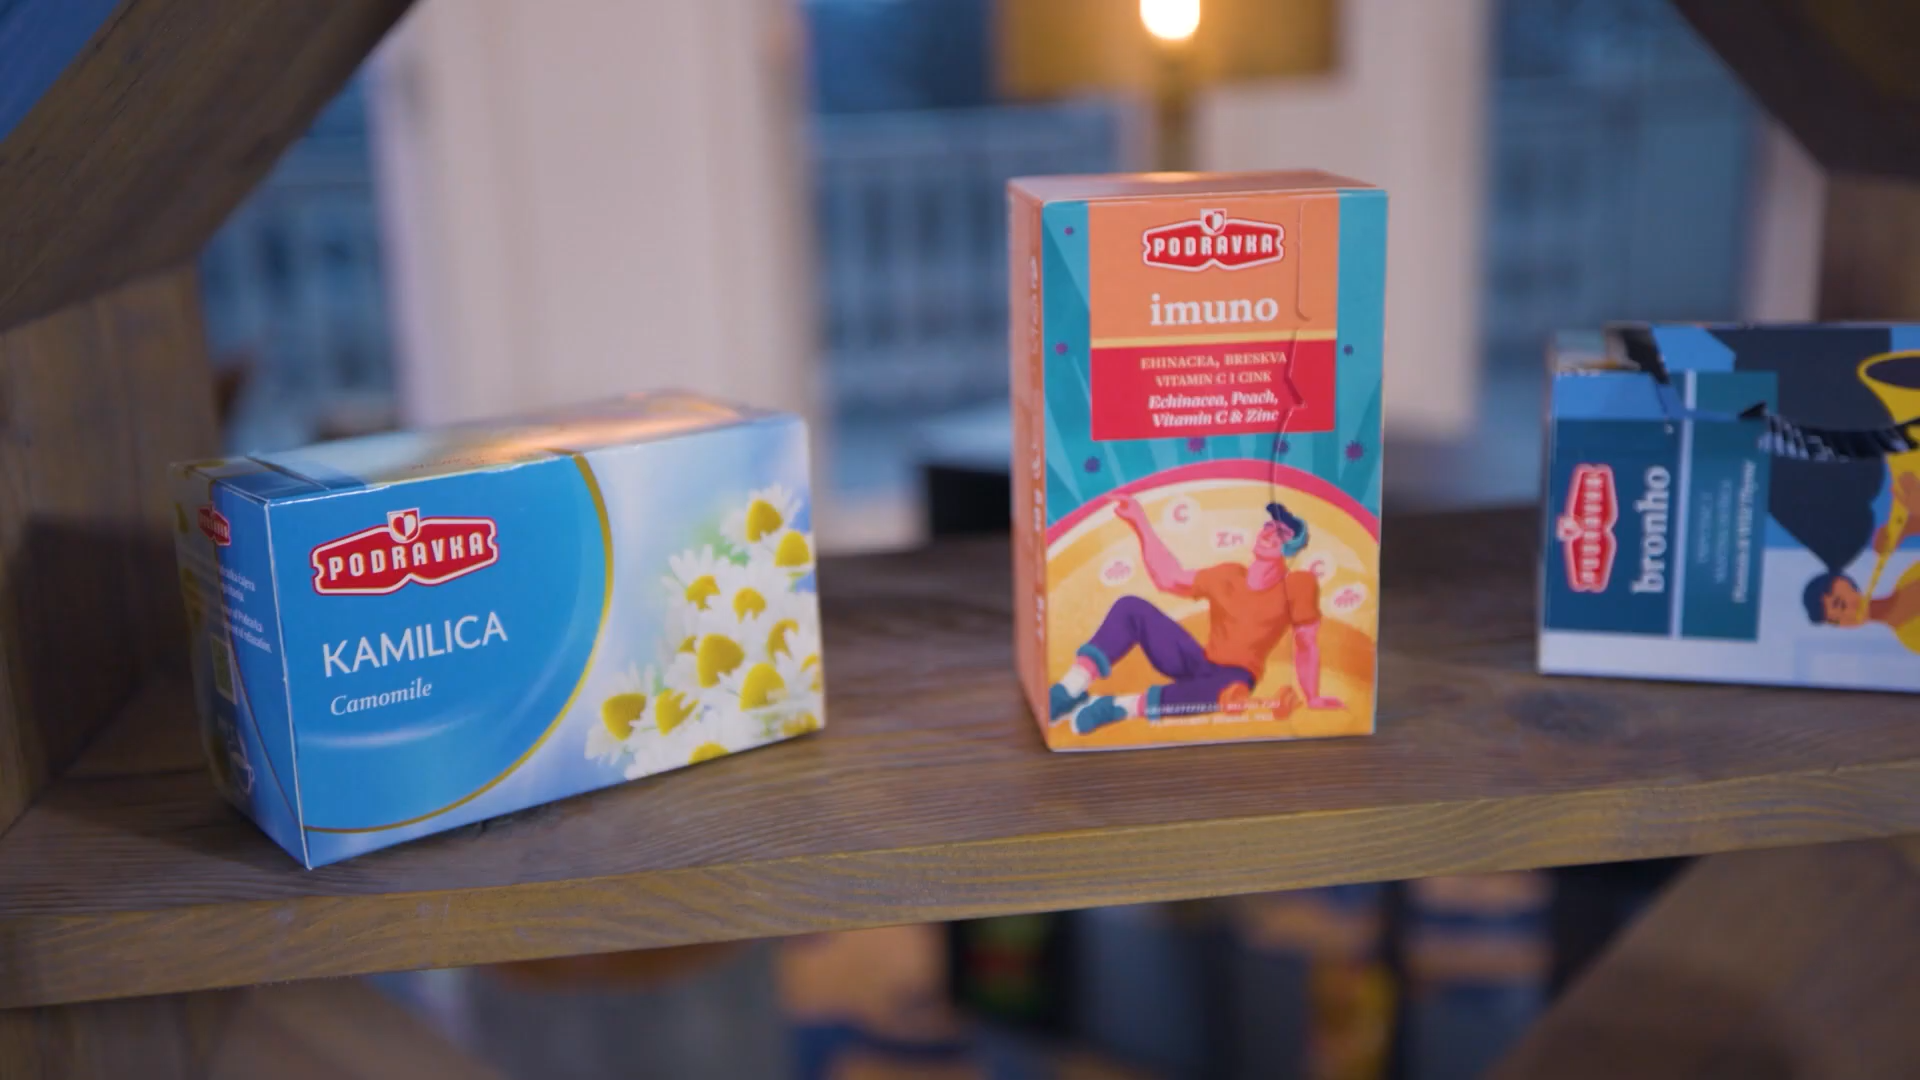 PODRAVKA
KAMILICA
Camomile
PODRAVKA
imuno
EHINACEA, BRESKVA
VITAMIN C I CINK
Echinacea, Peach,
Vitamin C & Zinc
C
Zn
C
PODRAVKA
bronho